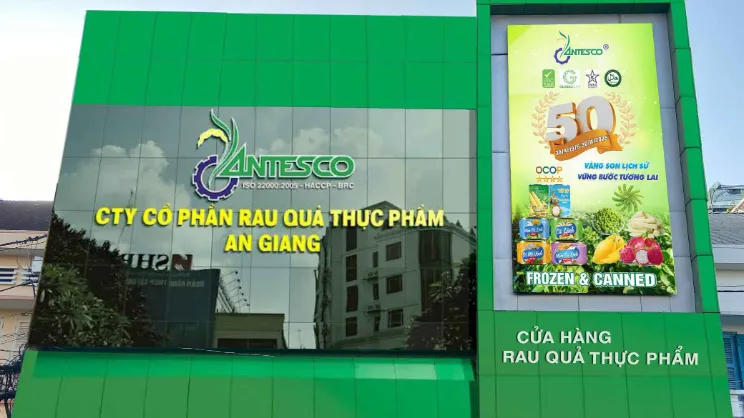 ANTESCO
ISO 22000:2005 - HACCP - BRC
CTY CỔ PHẦN RAU QUẢ THỰC PHẨM
AN GIANG
ANTESCO ®
50
VÀNG SON LỊCH SỬ
VỮNG BƯỚC TƯƠNG LAI
OCOP
FROZEN & CANNED
CỬA HÀNG
RAU QUẢ THỰC PHẨM